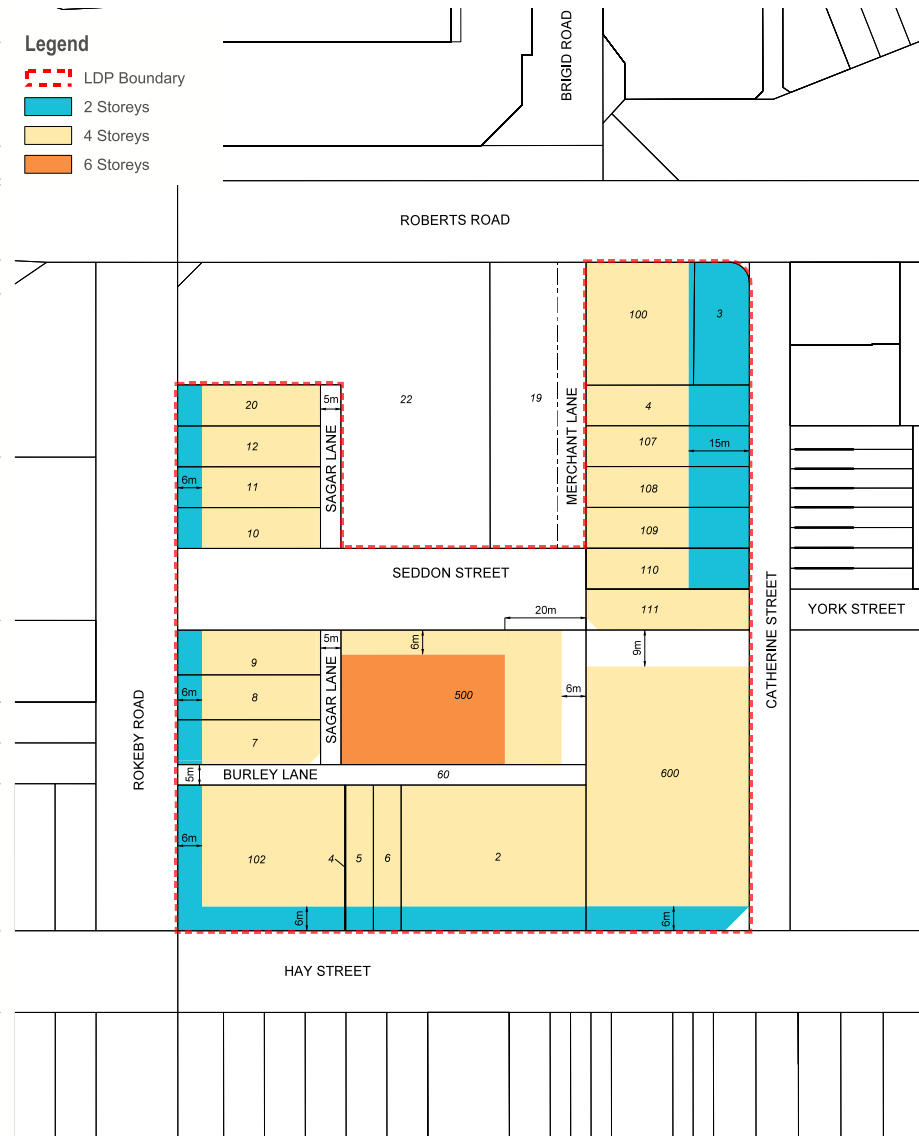 BRIGID ROAD
Legend
LDP Boundary
2 Storeys
4 Storeys
6 Storeys
ROBERTS ROAD
100
3
20
5m
22
19
MERCHANT LANE
4
12
SAGAR LANE
107
15m
6m
11
108
10
109
SEDDON STREET
110
111
CATHERINE STREET
YORK STREET
20m
5m
6m
9m
9
SAGAR LANE
6m
8
500
6m
7
ROKEBY ROAD
5m
BURLEY LANE
60
600
6m
102
4
5
6
2
6m
6m
HAY STREET